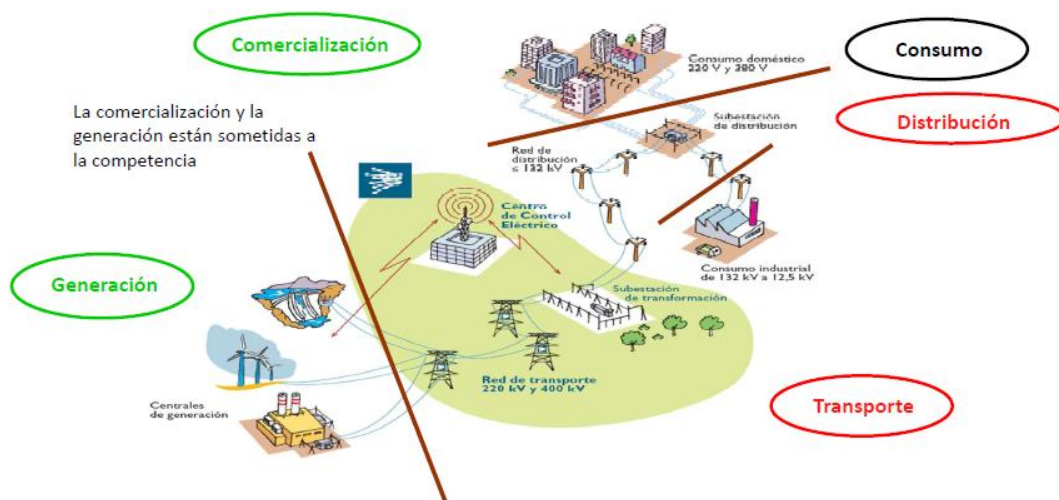 Comercialización
Consumo
Consumo doméstico
220 V y 380 V
La comercialización y la
generación están sometidas a
la competencia
Subestación
de distribución
Distribución
Red de
distribución
≤ 132 kV
Centro
de Control
Eléctrico
Generación
Consumo industrial
de 132 kV a 12,5 kV
Subestación
de transformación
Red de transporte
220 kV y 400 kV
Centrales
de generación
Transporte